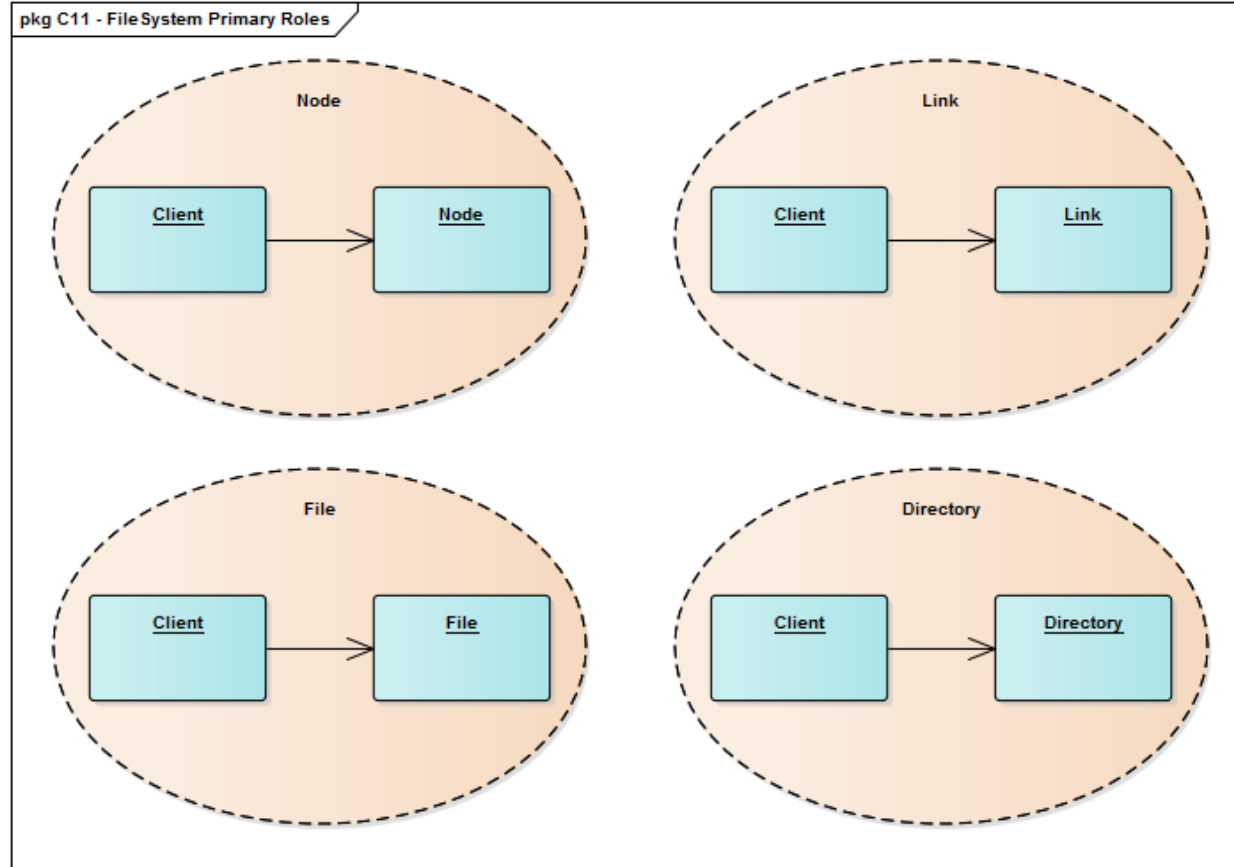 pkg C11 - FileSystem Primary Roles
Node
Client
Node
Link
Client
Link
File
Client
File
Directory
Client
Directory